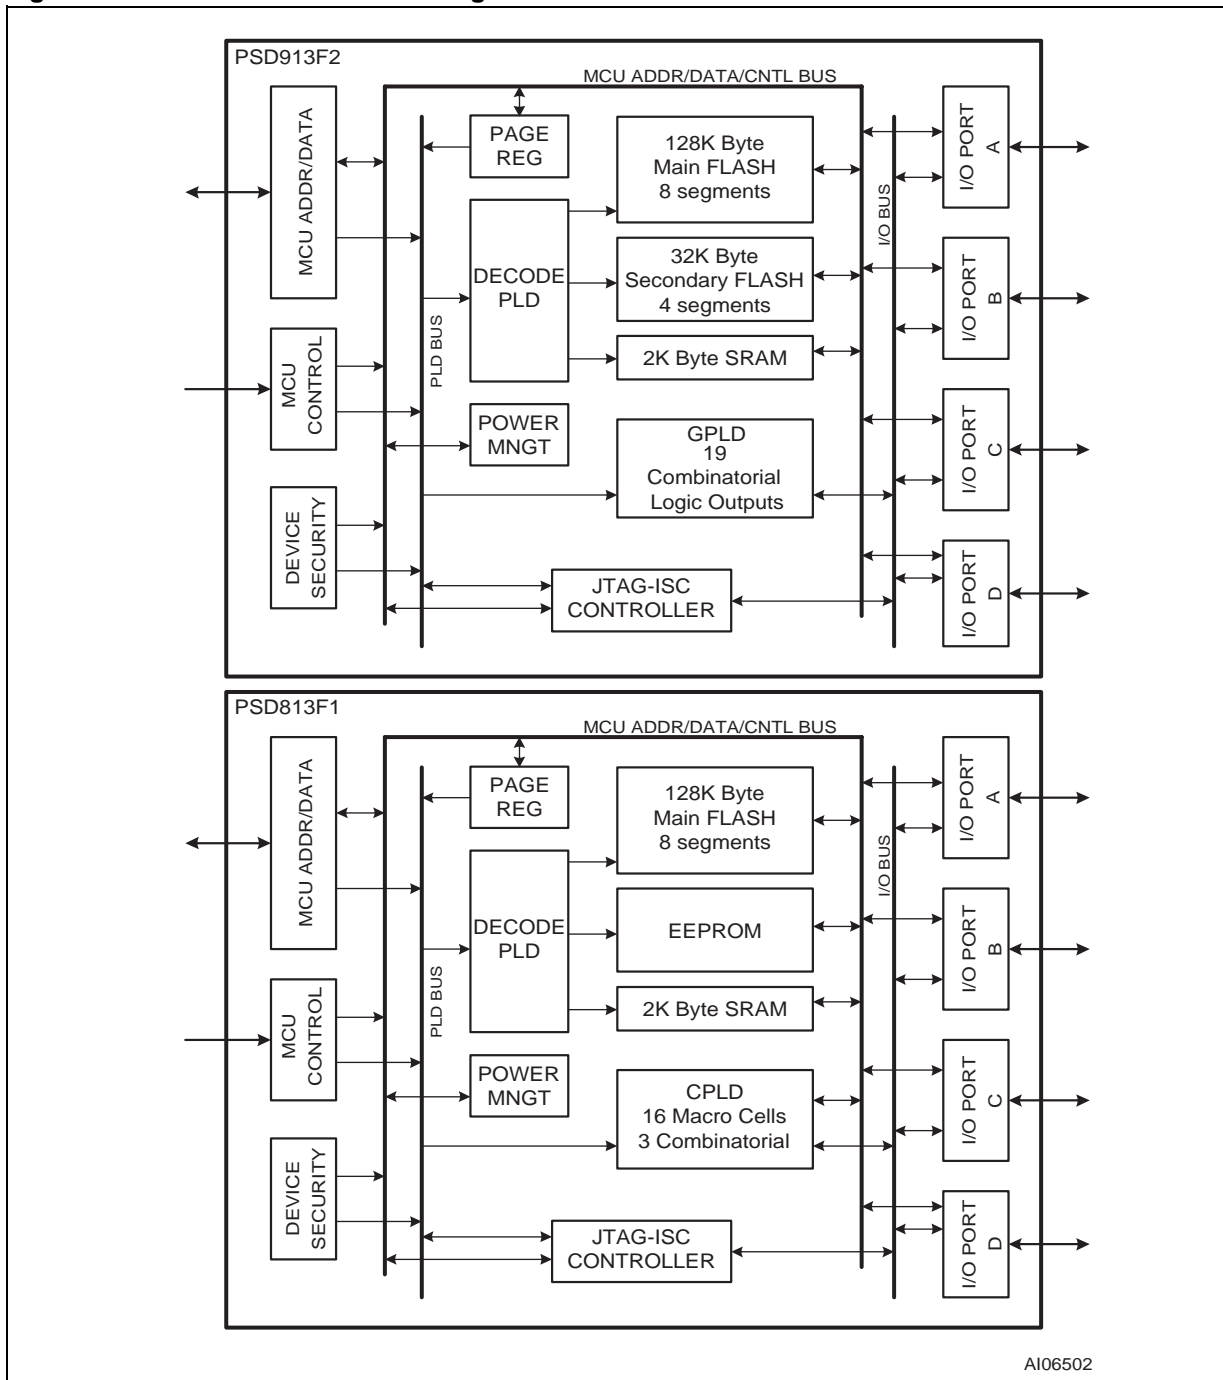 PSD913F2
MCU ADDR/DATA/CNTL BUS
MCU ADDR/DATA
MCU
CONTROL
DEVICE
SECURITY
PLD BUS
PAGE
REG
DECODE
PLD
POWER
MNGT
128K Byte
Main FLASH
8 segments
32K Byte
Secondary FLASH
4 segments
2K Byte SRAM
GPLD
19
Combinatorial
Logic Outputs
JTAG-ISC
CONTROLLER
I/O BUS
I/O PORT
A
I/O PORT
B
I/O PORT
C
I/O PORT
D
PSD813F1
MCU ADDR/DATA/CNTL BUS
MCU ADDR/DATA
MCU
CONTROL
DEVICE
SECURITY
PLD BUS
PAGE
REG
DECODE
PLD
POWER
MNGT
128K Byte
Main FLASH
8 segments
EEPROM
2K Byte SRAM
CPLD
16 Macro Cells
3 Combinatorial
JTAG-ISC
CONTROLLER
I/O BUS
I/O PORT
A
I/O PORT
B
I/O PORT
C
I/O PORT
D
AI06502